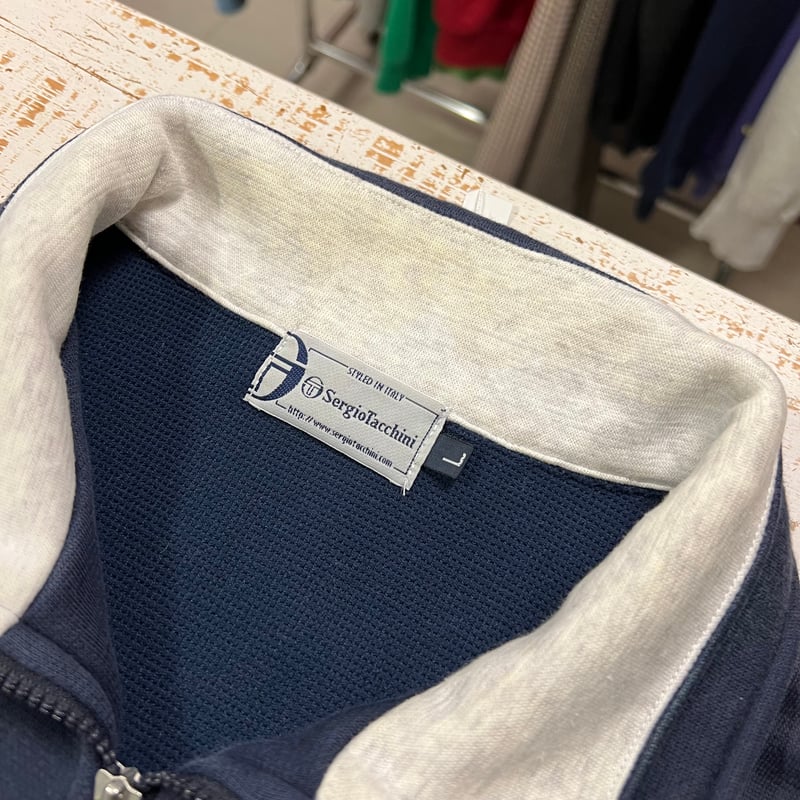 STYLED IN ITALY
SergioTacchini
http://www.sergiotacchini.com
L